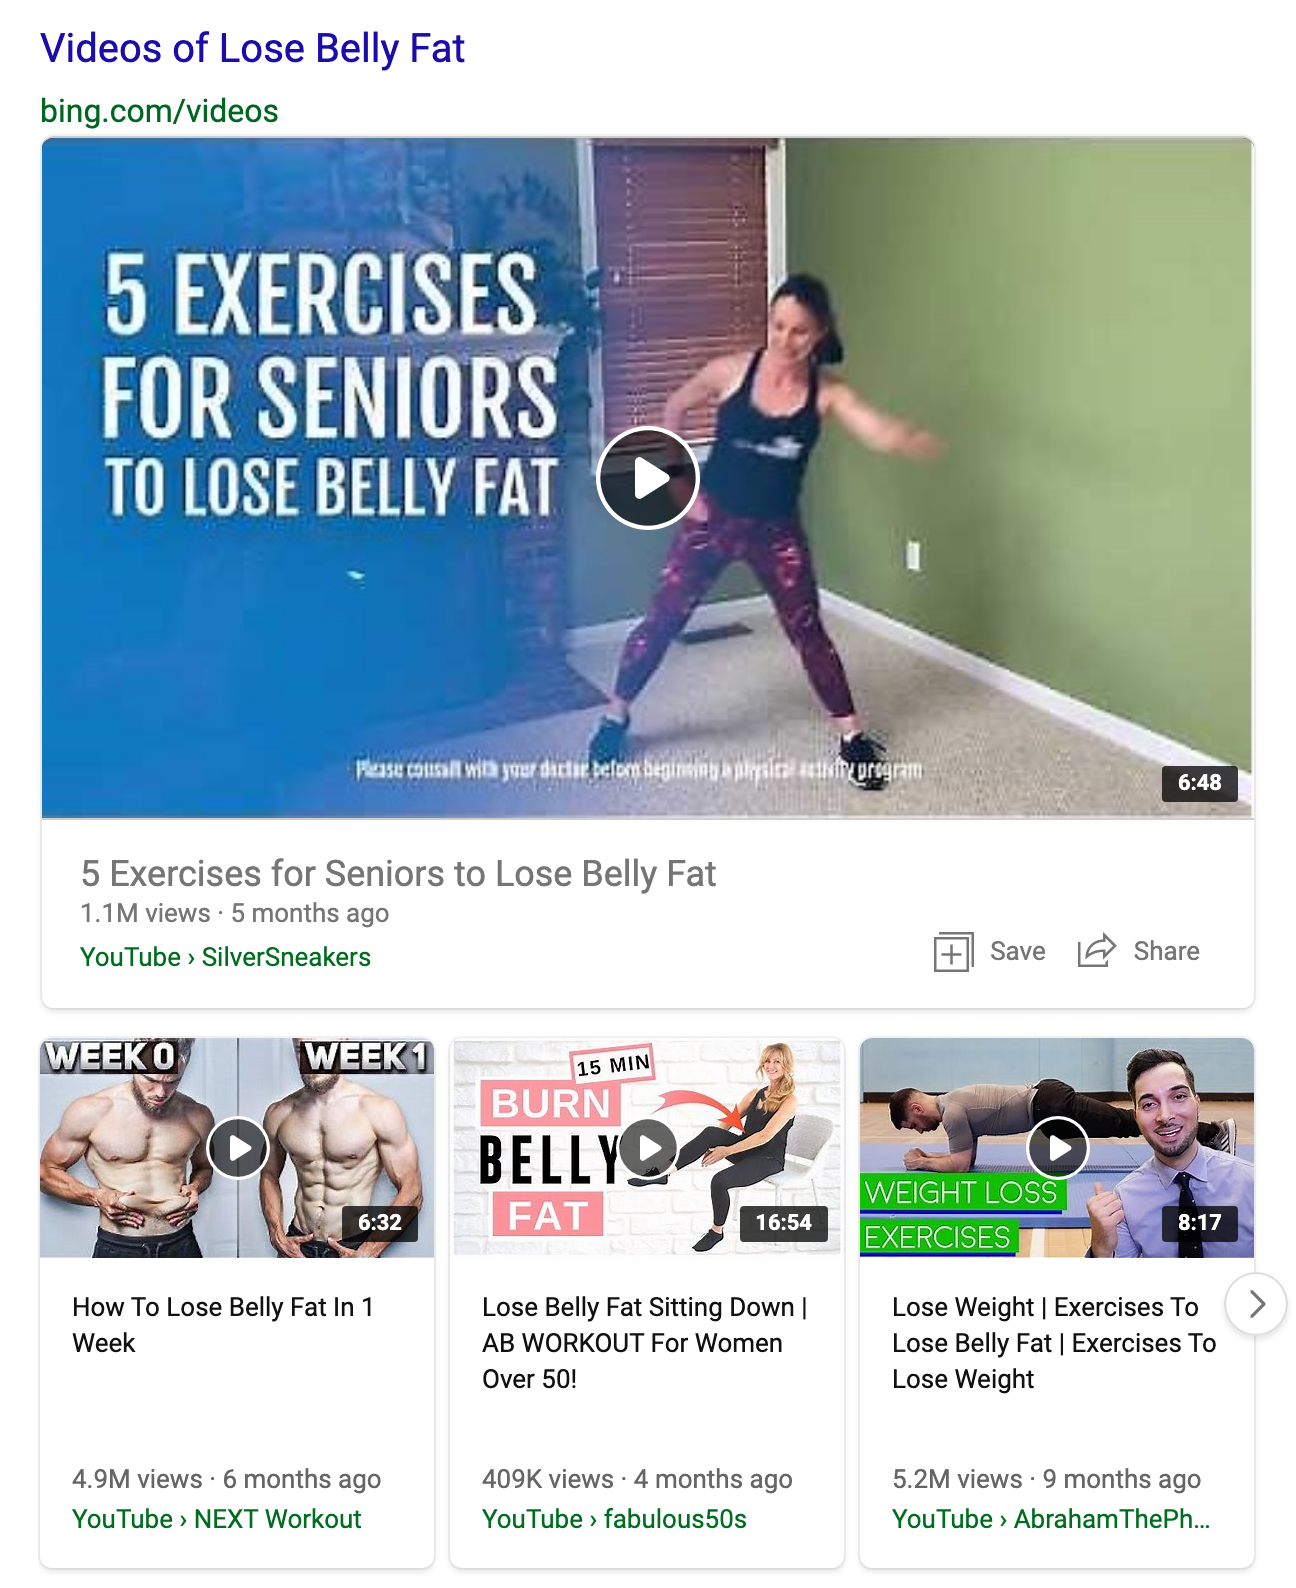 Videos of Lose Belly Fat
bing.com/videos
5 EXERCISES
FOR SENIORS
TO LOSE BELLY FAT
Please consult with your doctor before beginning a physical activity program
6:48
5 Exercises for Seniors to Lose Belly Fat
1.1M views · 5 months ago
YouTube › SilverSneakers
Save
Share
WEEK 0
WEEK 1
6:32
How To Lose Belly Fat In 1
Week
4.9M views · 6 months ago
YouTube › NEXT Workout
15 MIN
BURN
BELLY
FAT
16:54
Lose Belly Fat Sitting Down |
AB WORKOUT For Women
Over 50!
409K views · 4 months ago
YouTube › fabulous50s
WEIGHT LOSS
EXERCISES
8:17
Lose Weight | Exercises To
Lose Belly Fat | Exercises To
Lose Weight
5.2M views · 9 months ago
YouTube › AbrahamThePh...